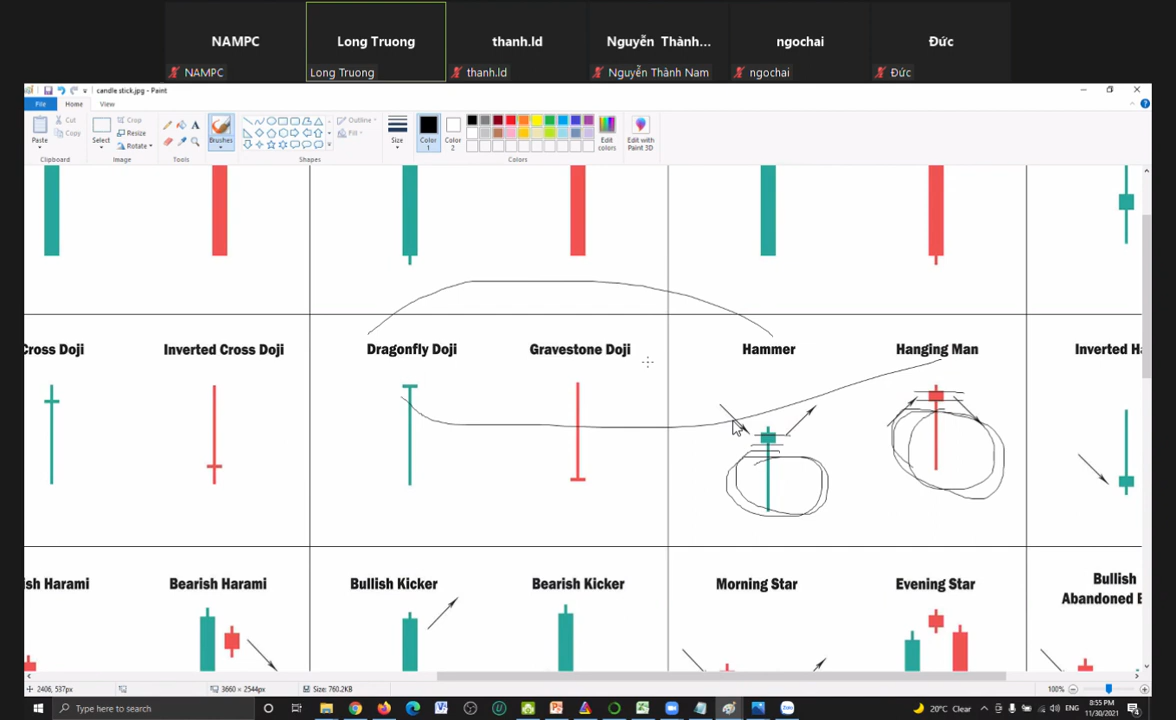 NAMPC
Long Truong
thanh.ld
Nguyễn Thành...
ngochai
Đức
NAMPC
Long Truong
thanh.ld
Nguyễn Thành Nam
ngochai
Đức
candle stick.jpg - Paint
File
Home
View
Paste
Cut
Copy
Clipboard
Select
Crop
Resize
Rotate
Image
Tools
Brushes
Shapes
Outline
Fill
Size
Color 1
Color 2
Colors
Edit colors
Edit with Paint 3D
Cross Doji
Inverted Cross Doji
Dragonfly Doji
Gravestone Doji
Hammer
Hanging Man
Inverted Ha
sh Harami
Bearish Harami
Bullish Kicker
Bearish Kicker
Morning Star
Evening Star
Bullish
Abandoned B
2406, 537px
3660 × 2544px
Size: 760.2KB
100%
Type here to search
20°C Clear
ENG
8:55 PM
11/30/2021
4